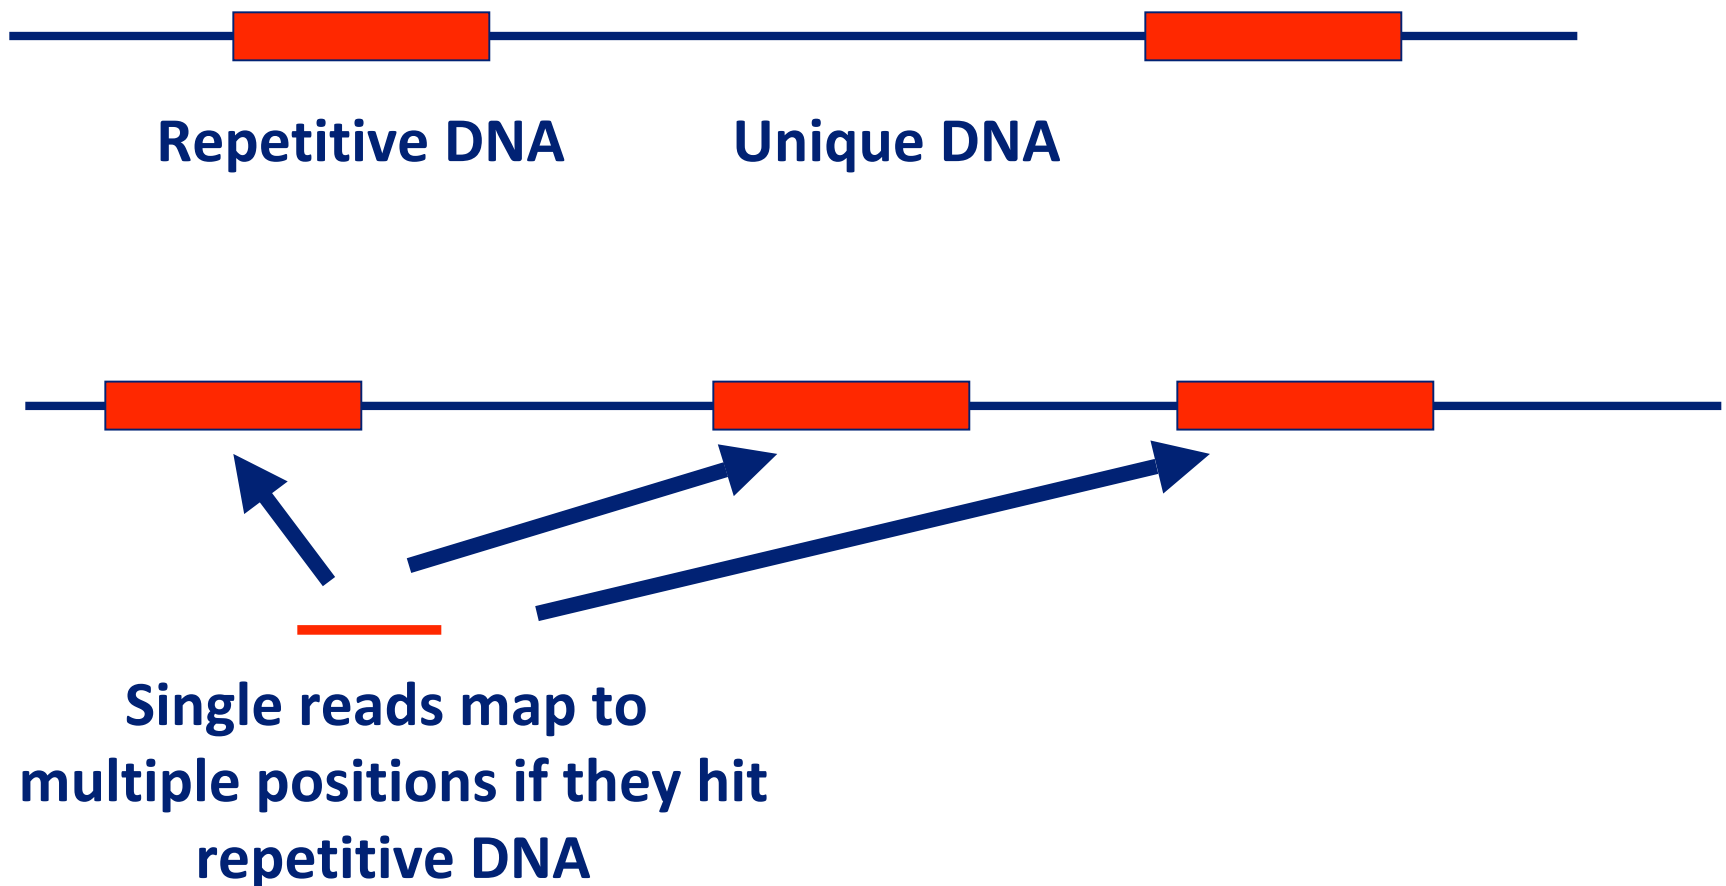 Repetitive DNA
Unique DNA
Single reads map to
multiple positions if they hit
repetitive DNA